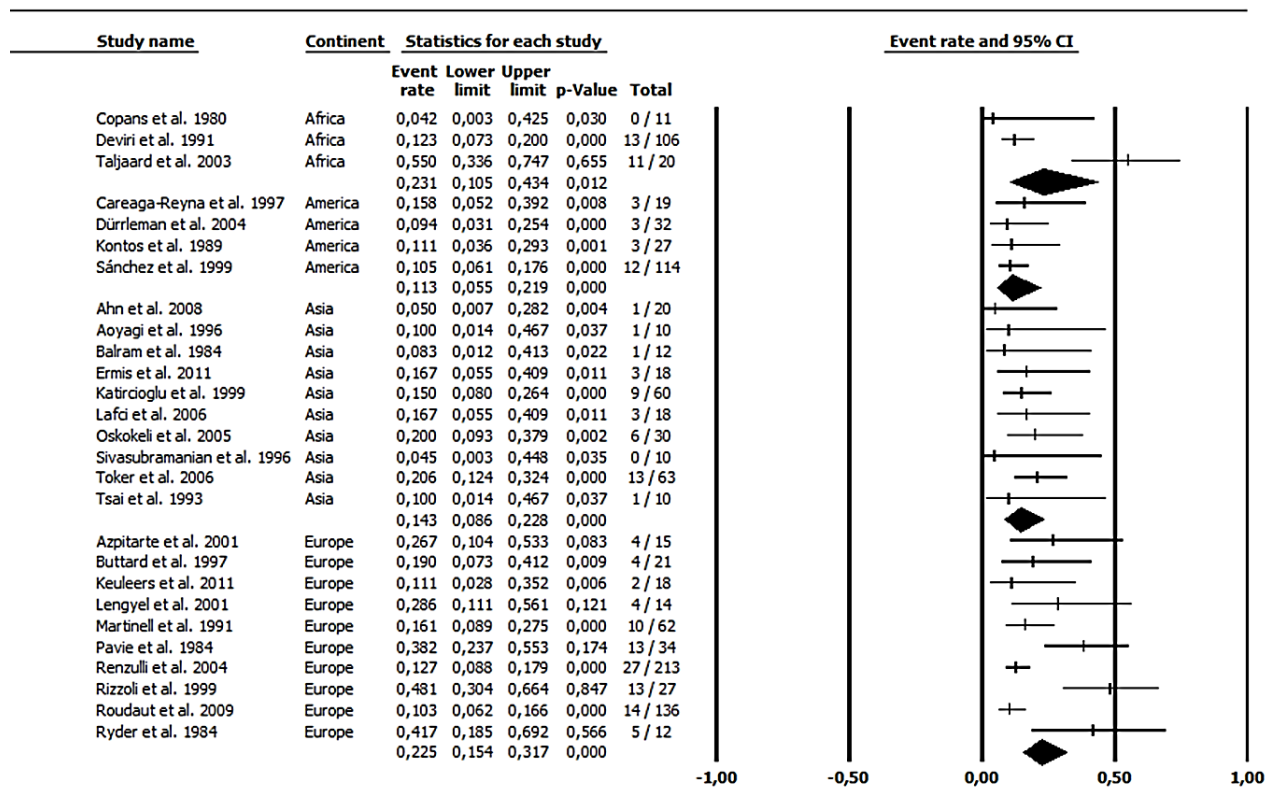 Study name Continent Statistics for each study Event rate and 95% CI
Event Lower Upper
rate limit limit p-Value Total
Copans et al. 1980 Africa 0,042 0,003 0,425 0,030 0 / 11
Deviri et al. 1991 Africa 0,123 0,073 0,200 0,000 13 / 106
Taljaard et al. 2003 Africa 0,550 0,336 0,747 0,655 11 / 20
0,231 0,105 0,434 0,012
Careaga-Reyna et al. 1997 America 0,158 0,052 0,392 0,008 3 / 19
Dürrleman et al. 2004 America 0,094 0,031 0,254 0,000 3 / 32
Kontos et al. 1989 America 0,111 0,036 0,293 0,001 3 / 27
Sánchez et al. 1999 America 0,105 0,061 0,176 0,000 12 / 114
0,113 0,055 0,219 0,000
Ahn et al. 2008 Asia 0,050 0,007 0,282 0,004 1 / 20
Aoyagi et al. 1996 Asia 0,100 0,014 0,467 0,037 1 / 10
Balram et al. 1984 Asia 0,083 0,012 0,413 0,022 1 / 12
Ermis et al. 2011 Asia 0,167 0,055 0,409 0,011 3 / 18
Katircioglu et al. 1999 Asia 0,150 0,080 0,264 0,000 9 / 60
Lafci et al. 2006 Asia 0,167 0,055 0,409 0,011 3 / 18
Oskokeli et al. 2005 Asia 0,200 0,093 0,379 0,002 6 / 30
Sivasubramanian et al. 1996 Asia 0,045 0,003 0,448 0,035 0 / 10
Toker et al. 2006 Asia 0,206 0,124 0,324 0,000 13 / 63
Tsai et al. 1993 Asia 0,100 0,014 0,467 0,037 1 / 10
0,143 0,086 0,228 0,000
Azpitarte et al. 2001 Europe 0,267 0,104 0,533 0,083 4 / 15
Buttard et al. 1997 Europe 0,190 0,073 0,412 0,009 4 / 21
Keuleers et al. 2011 Europe 0,111 0,028 0,352 0,006 2 / 18
Lengyel et al. 2001 Europe 0,286 0,111 0,561 0,121 4 / 14
Martinell et al. 1991 Europe 0,161 0,089 0,275 0,000 10 / 62
Pavie et al. 1984 Europe 0,382 0,237 0,553 0,174 13 / 34
Renzulli et al. 2004 Europe 0,127 0,088 0,179 0,000 27 / 213
Rizzoli et al. 1999 Europe 0,481 0,304 0,664 0,847 13 / 27
Roudaut et al. 2009 Europe 0,103 0,062 0,166 0,000 14 / 136
Ryder et al. 1984 Europe 0,417 0,185 0,692 0,566 5 / 12
0,225 0,154 0,317 0,000
-1,00 -0,50 0,00 0,50 1,00